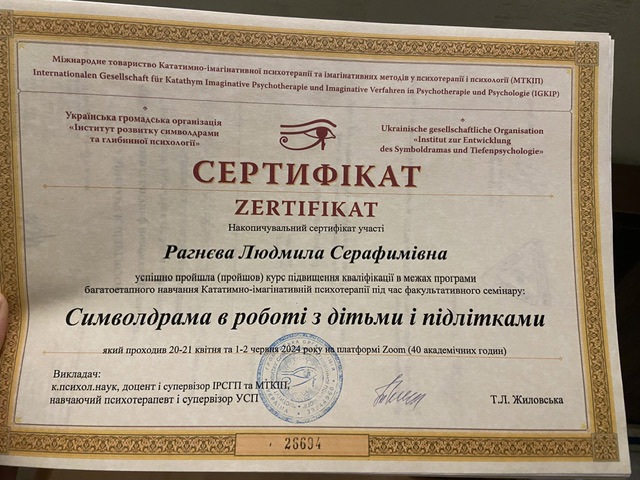 Міжнародне товариство Кататимно-імагінативної психотерапії та імагінативних методів у психотерапії і психології (МТКІП)
Internationalen Gesellschaft für Katathym Imaginative Psychotherapie und Imaginative Verfahren in Psychotherapie und Psychologie (IGKIP)
Українська громадська організація
«Інститут розвитку символдрами
та глибинної психології»
Ukrainische gesellschaftliche Organisation
«Institut zur Entwicklung
des Symboldramas und Tiefenpsychologie»
СЕРТИФІКАТ
ZERTIFIKAT
Накопичувальний сертифікат участі
Рагнєва Людмила Серафимівна
успішно пройшла (пройшов) курс підвищення кваліфікації в межах програми
багатоетапного навчання Кататимно-імагінативній психотерапії під час факультативного семінару:
Символдрама в роботі з дітьми і підлітками
який проходив 20-21 квітня та 1-2 червня 2024 року на платформі Zoom (40 академічних годин)
Викладач:
к.психол.наук, доцент і супервізор ІРСГП та МТКІП,
навчаючий психотерапевт і супервізор УСП
Т.Л. Жиловська
26694